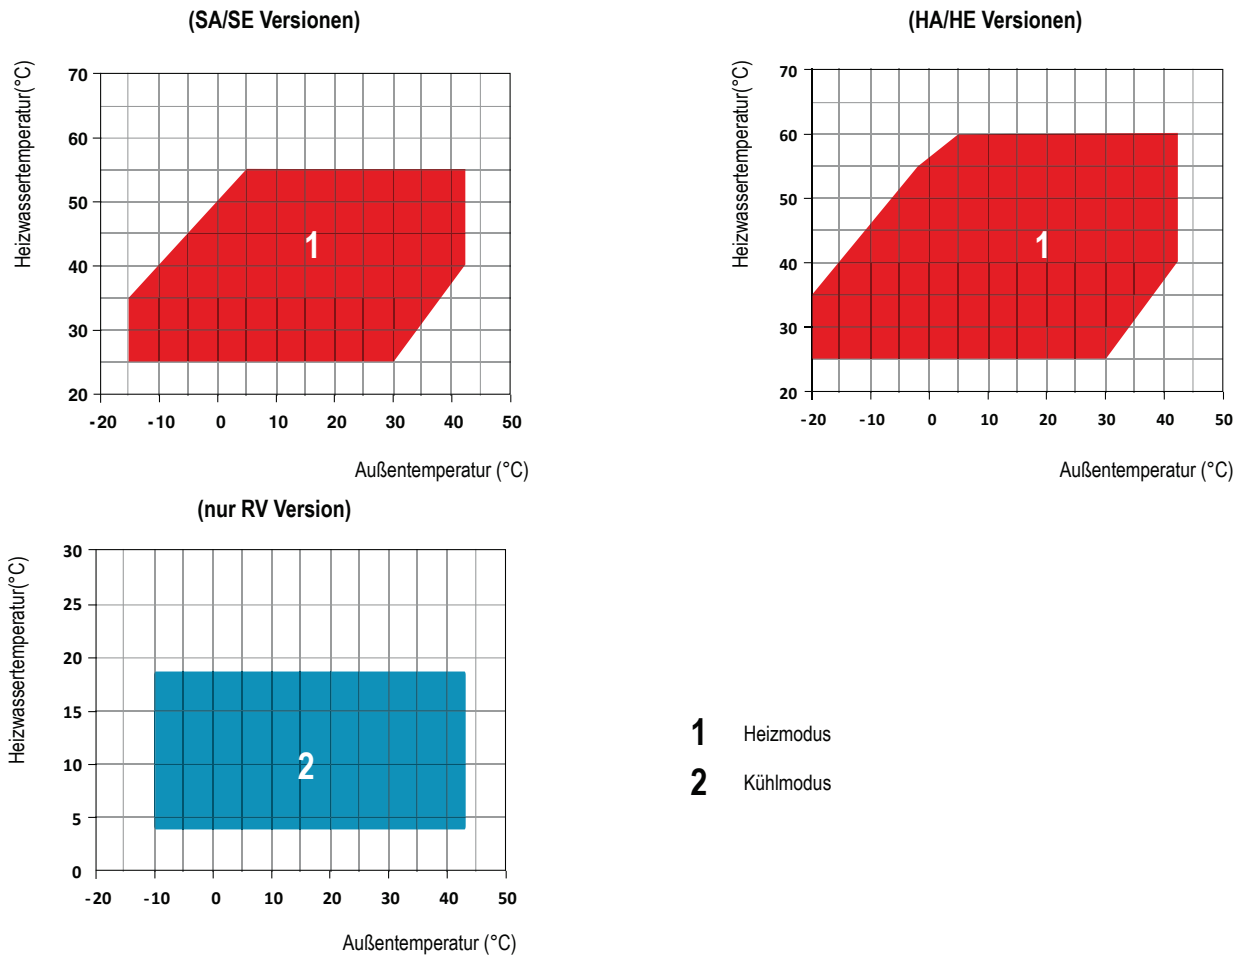 (SA/SE Versionen)
Heizwassertemperatur(°C)
70
60
50
40
30
20
1
-20 -10 0 10 20 30 40 50
Außentemperatur (°C)
(HA/HE Versionen)
Heizwassertemperatur(°C)
70
60
50
40
30
20
1
-20 -10 0 10 20 30 40 50
Außentemperatur (°C)
(nur RV Version)
Heizwassertemperatur(°C)
30
25
20
15
10
5
0
2
-20 -10 0 10 20 30 40 50
Außentemperatur (°C)
1 Heizmodus
2 Kühlmodus